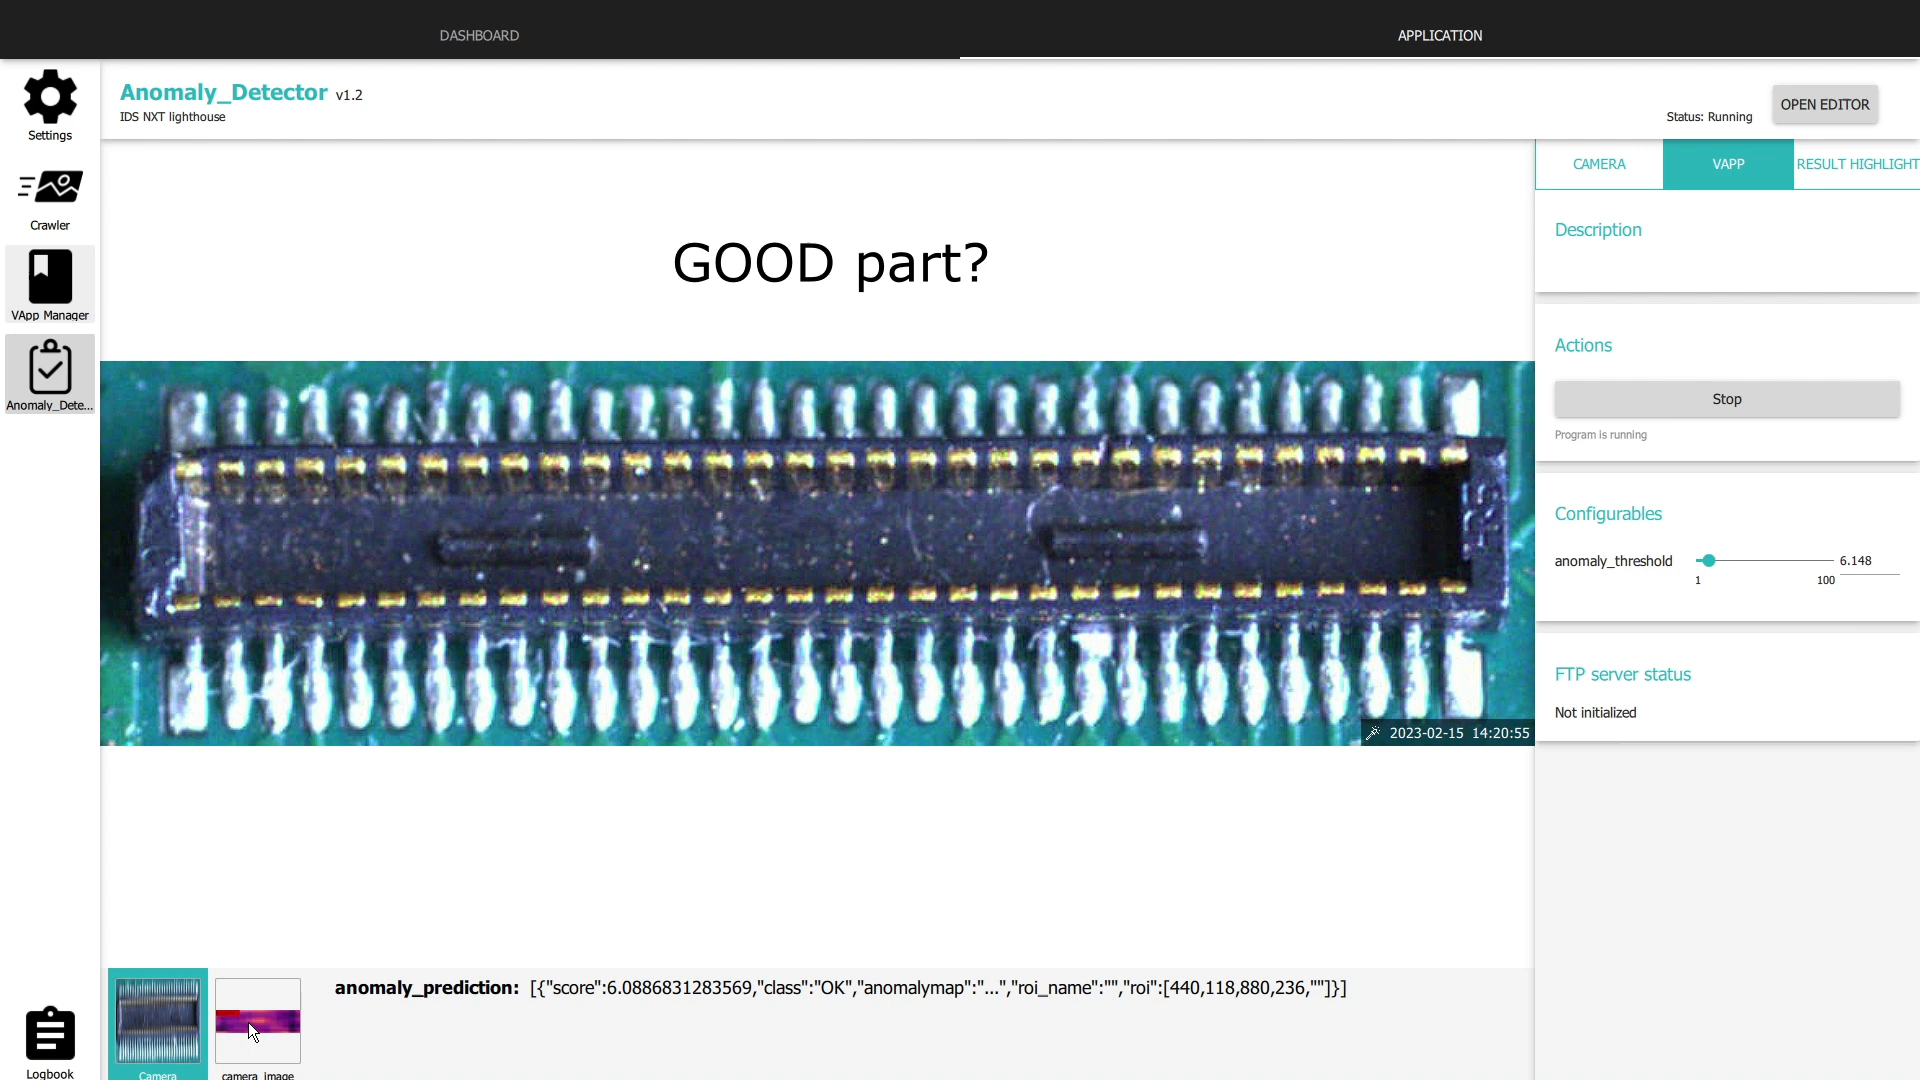 DASHBOARD
APPLICATION
Settings
Crawler
VApp Manager
Anomaly_Dete...
Logbook
Anomaly_Detector v1.2
IDS NXT lighthouse
Status: Running
OPEN EDITOR
GOOD part?
2023-02-15 14:20:55
CAMERA
VAPP
RESULT HIGHLIGHT
Description
Actions
Stop
Program is running
Configurables
anomaly_threshold
6.148
1
100
FTP server status
Not initialized
Camera
camera_image
anomaly_prediction: [{"score":6.0886831283569,"class":"OK","anomalymap":"...","roi_name":"","roi":[440,118,880,236,""]}]